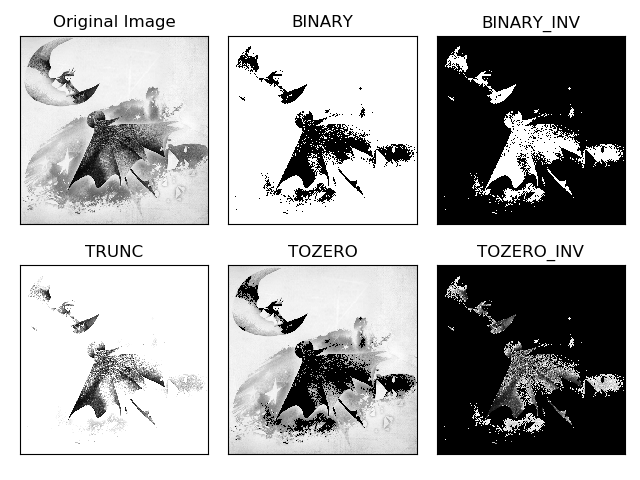 Original Image
BINARY
BINARY_INV
TRUNC
TOZERO
TOZERO_INV